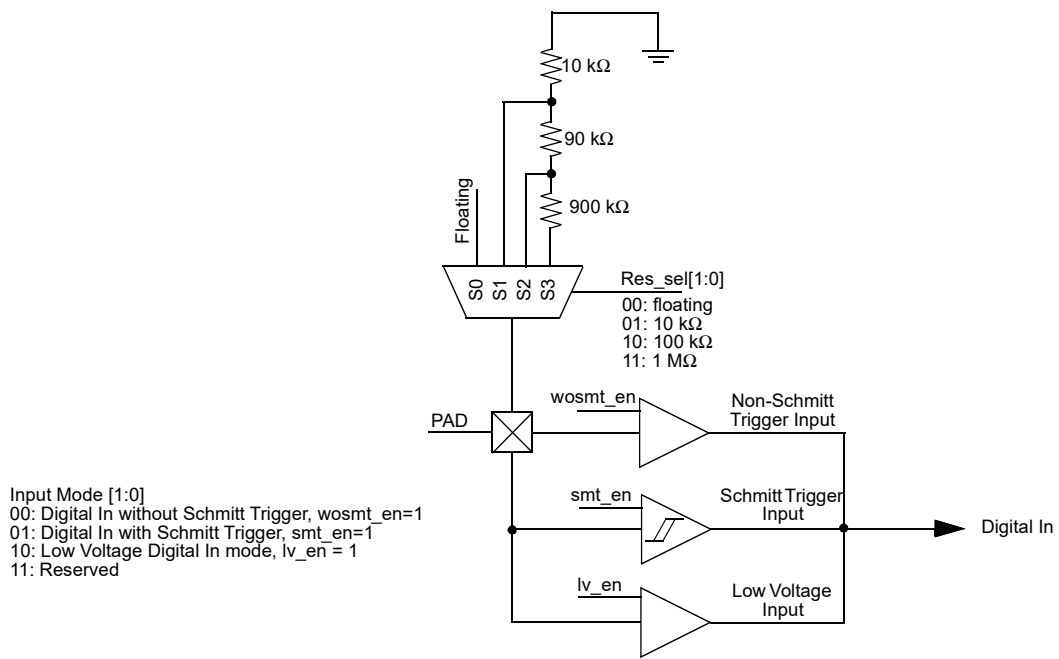 10 kΩ
90 kΩ
900 kΩ
Floating
S0
S1
S2
S3
Res_sel[1:0]
00: floating
01: 10 kΩ
10: 100 kΩ
11: 1 MΩ
wosmt_en
Non-Schmitt
Trigger Input
PAD
Input Mode [1:0]
00: Digital In without Schmitt Trigger, wosmt_en=1
01: Digital In with Schmitt Trigger, smt_en=1
10: Low Voltage Digital In mode, lv_en = 1
11: Reserved
smt_en
Schmitt Trigger
Input
Digital In
lv_en
Low Voltage
Input